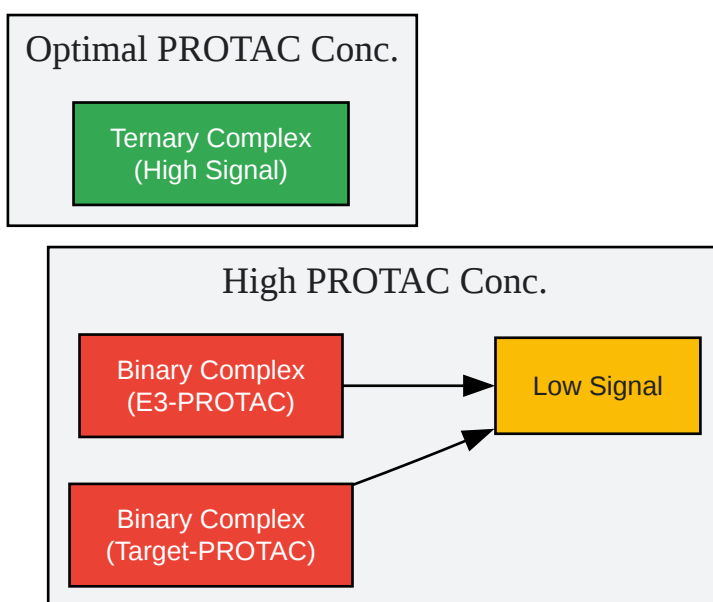 Optimal PROTAC Conc.
Ternary Complex
(High Signal)
High PROTAC Conc.
Binary Complex
(E3-PROTAC)
Low Signal
Binary Complex
(Target-PROTAC)